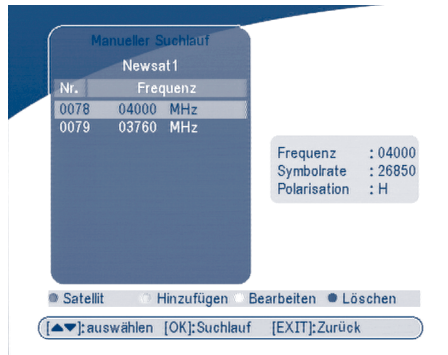 Manueller Suchlauf
Newsat1
Nr. Frequenz
0078 04000 MHz
0079 03760 MHz
Frequenz : 04000
Symbolrate : 26850
Polarisation : H
Satellit Hinzufügen Bearbeiten Löschen
[▲▼]:auswählen [OK]:Suchlauf [EXIT]:Zurück